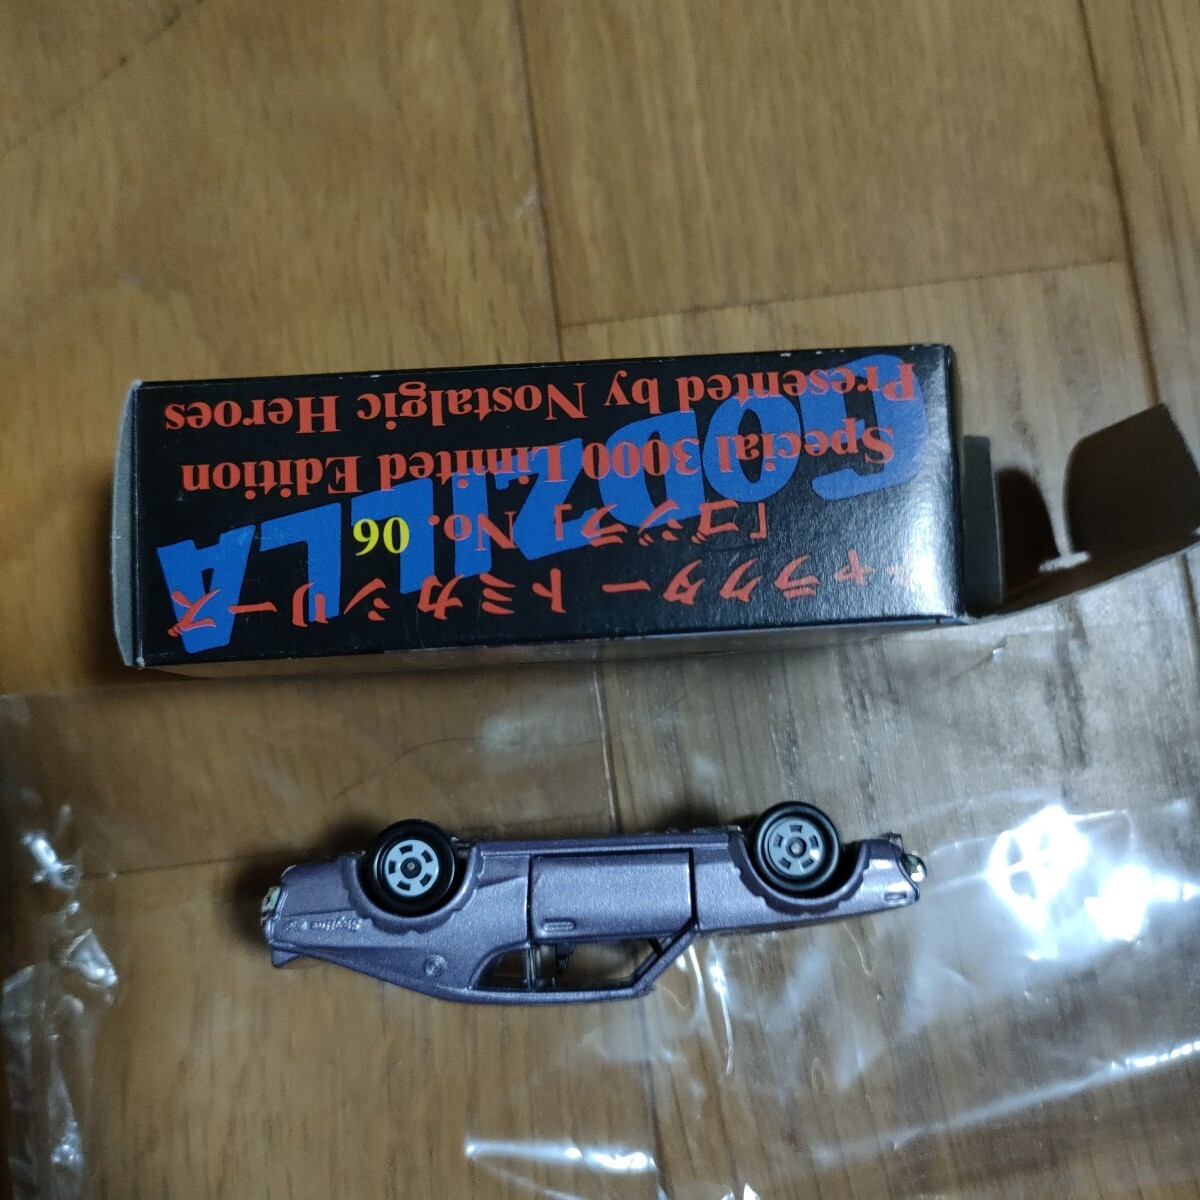 GODZILLA
キャラクタートミカシリーズ
「ゴジラ」No. 06
Special 3000 Limited Edition
Presented by Nostalgic Heroes